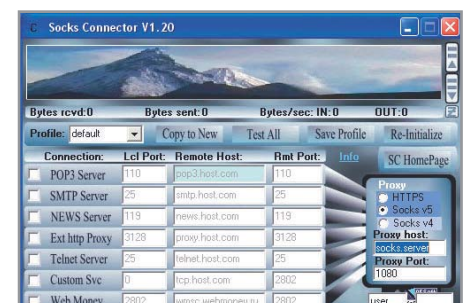 Socks Connector V1.20
Bytes rcvd:0 Bytes sent:0 Bytes/sec: IN:0 OUT:0
Profile: default Copy to New Test All Save Profile Re-Initialize
Connection: Lcl Port: Remote Host: Rmt Port: Info SC HomePage
POP3 Server 110 pop3.host.com 110
Proxy
HTTPS
SMTP Server 25 smtp.host.com 25
Socks v5
NEWS Server 119 news.host.com 119
Socks v4
Ext http Proxy 3128 proxy.host.com 3128
Proxy host:
socks.server
Telnet Server 25 telnet.host.com 25
Proxy Port:
1080
Custom Svc 0 tcp.host.com 2802
Web Money 2802 wmsc.webmoney.ru 2802
user